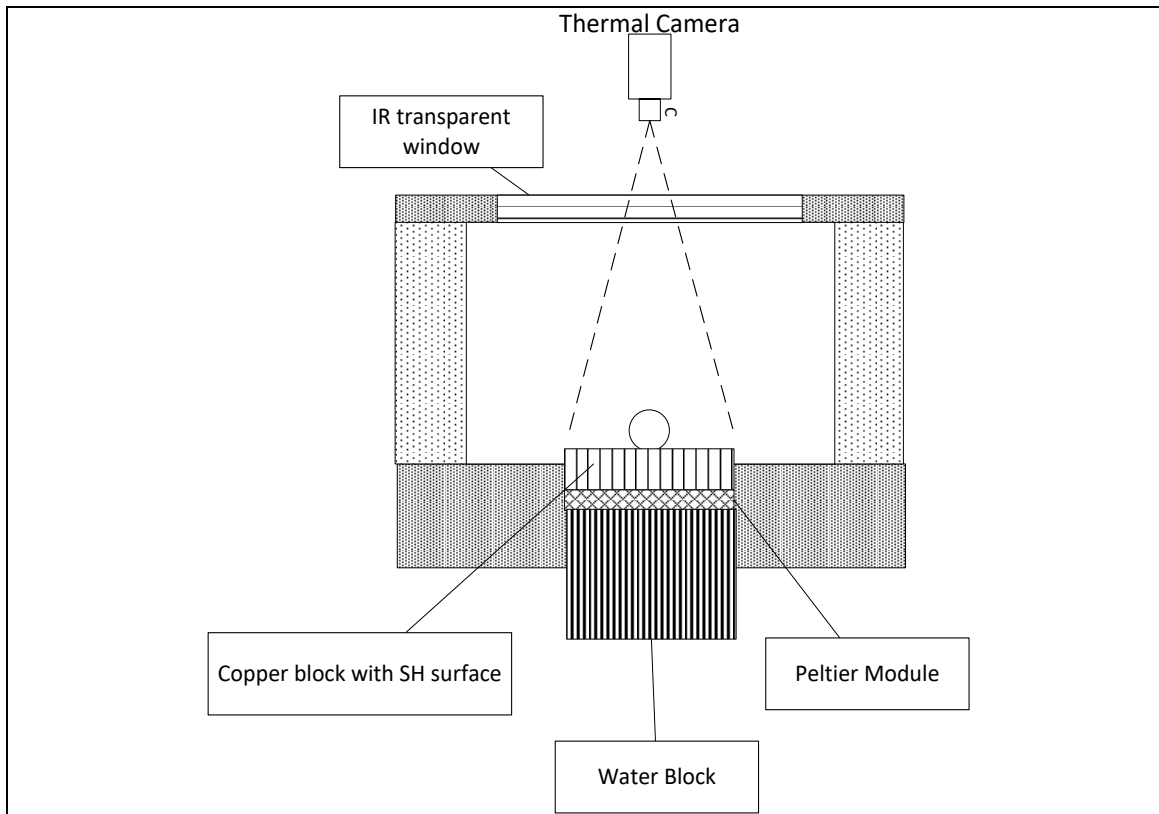 Thermal Camera
C
IR transparent
window
Copper block with SH surface
Peltier Module
Water Block